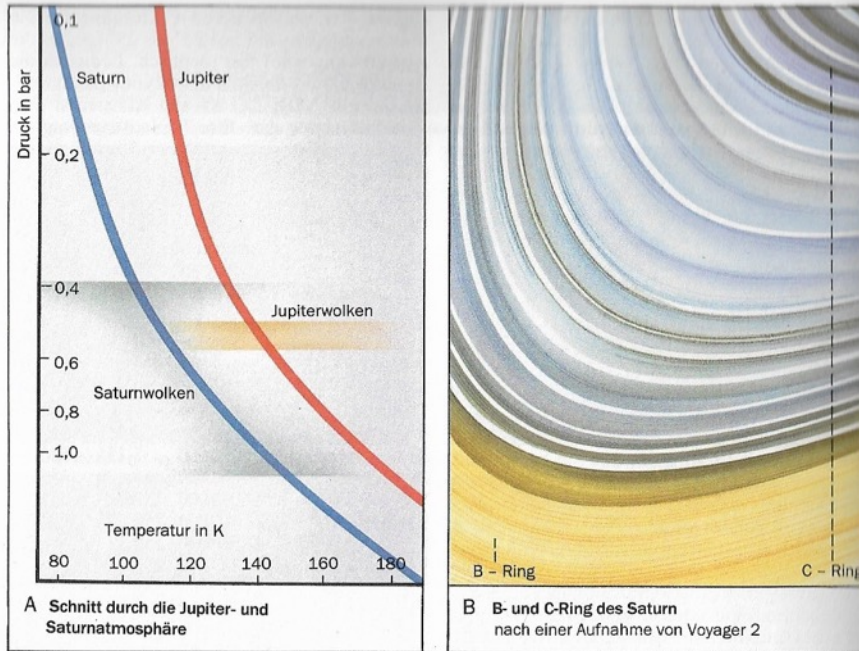 Druck in bar
0,1
0,2
0,4
0,6
0,8
1,0
Saturn
Jupiter
Jupiterwolken
Saturnwolken
Temperatur in K
80 100 120 140 160 180
A Schnitt durch die Jupiter- und
Saturnatmosphäre
B – Ring
C – Ring
B B- und C-Ring des Saturn
nach einer Aufnahme von Voyager 2